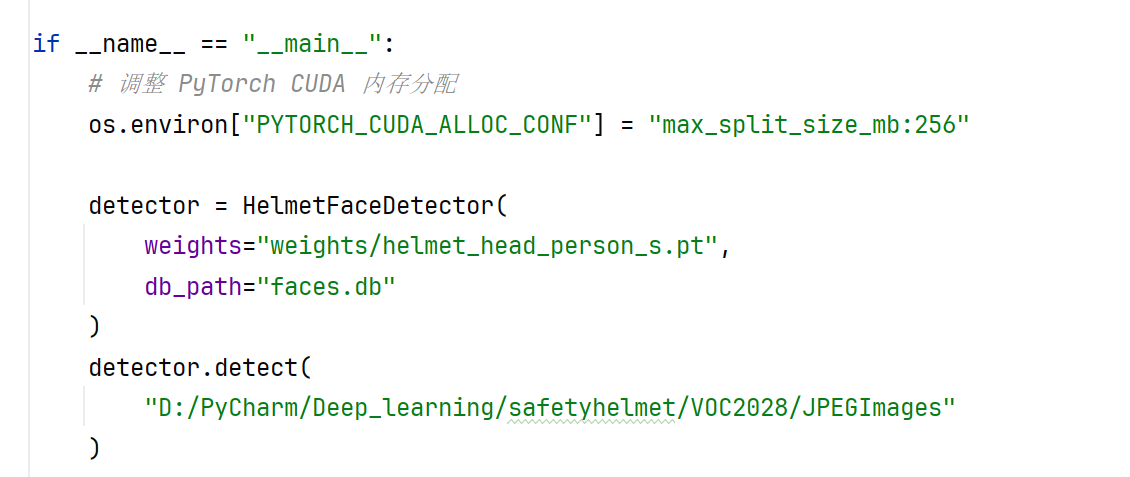 if __name__ == "__main__":
    # 调整 PyTorch CUDA 内存分配
    os.environ["PYTORCH_CUDA_ALLOC_CONF"] = "max_split_size_mb:256"

    detector = HelmetFaceDetector(
        weights="weights/helmet_head_person_s.pt",
        db_path="faces.db"
    )
    detector.detect(
        "D:/PyCharm/Deep_learning/safetyhelmet/VOC2028/JPEGImages"
    )